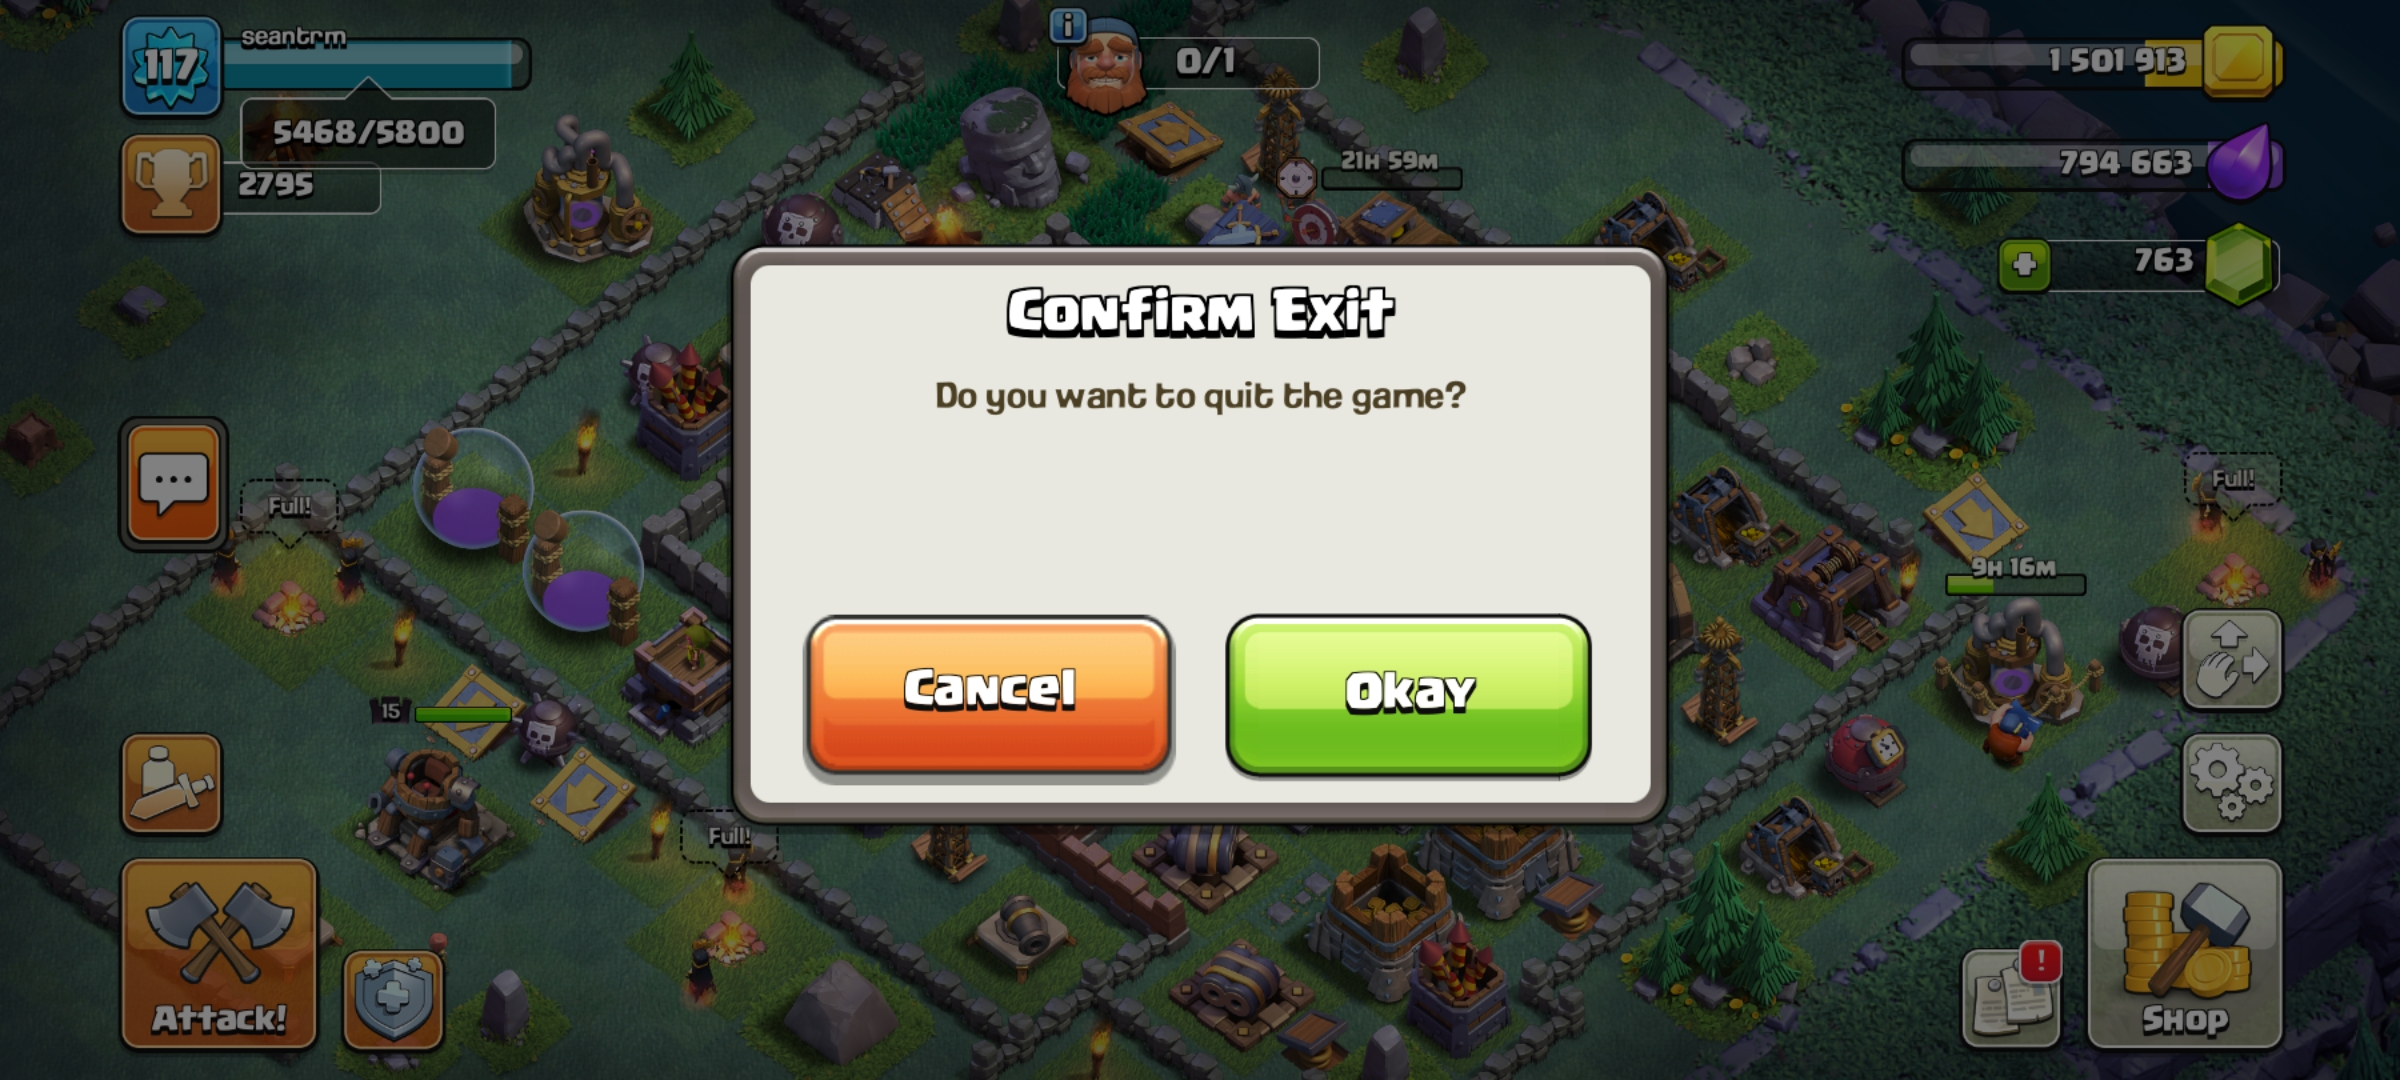 117
seantrm
5468/5800
2795
0/1
1 501 913
794 663
763
21H 59M
Confirm Exit
Do you want to quit the game?
Cancel
Okay
Full!
Full!
9H 16M
15
Full!
Attack!
!
Shop